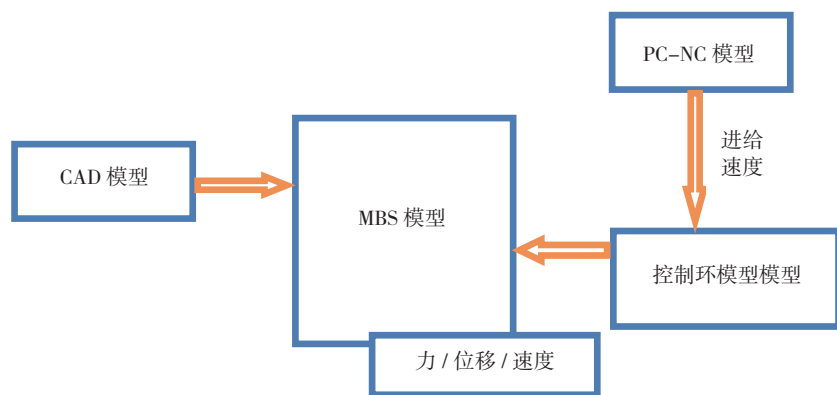 PC-NC 模型
进给
速度
CAD 模型
MBS 模型
控制环模型模型
力 / 位移 / 速度